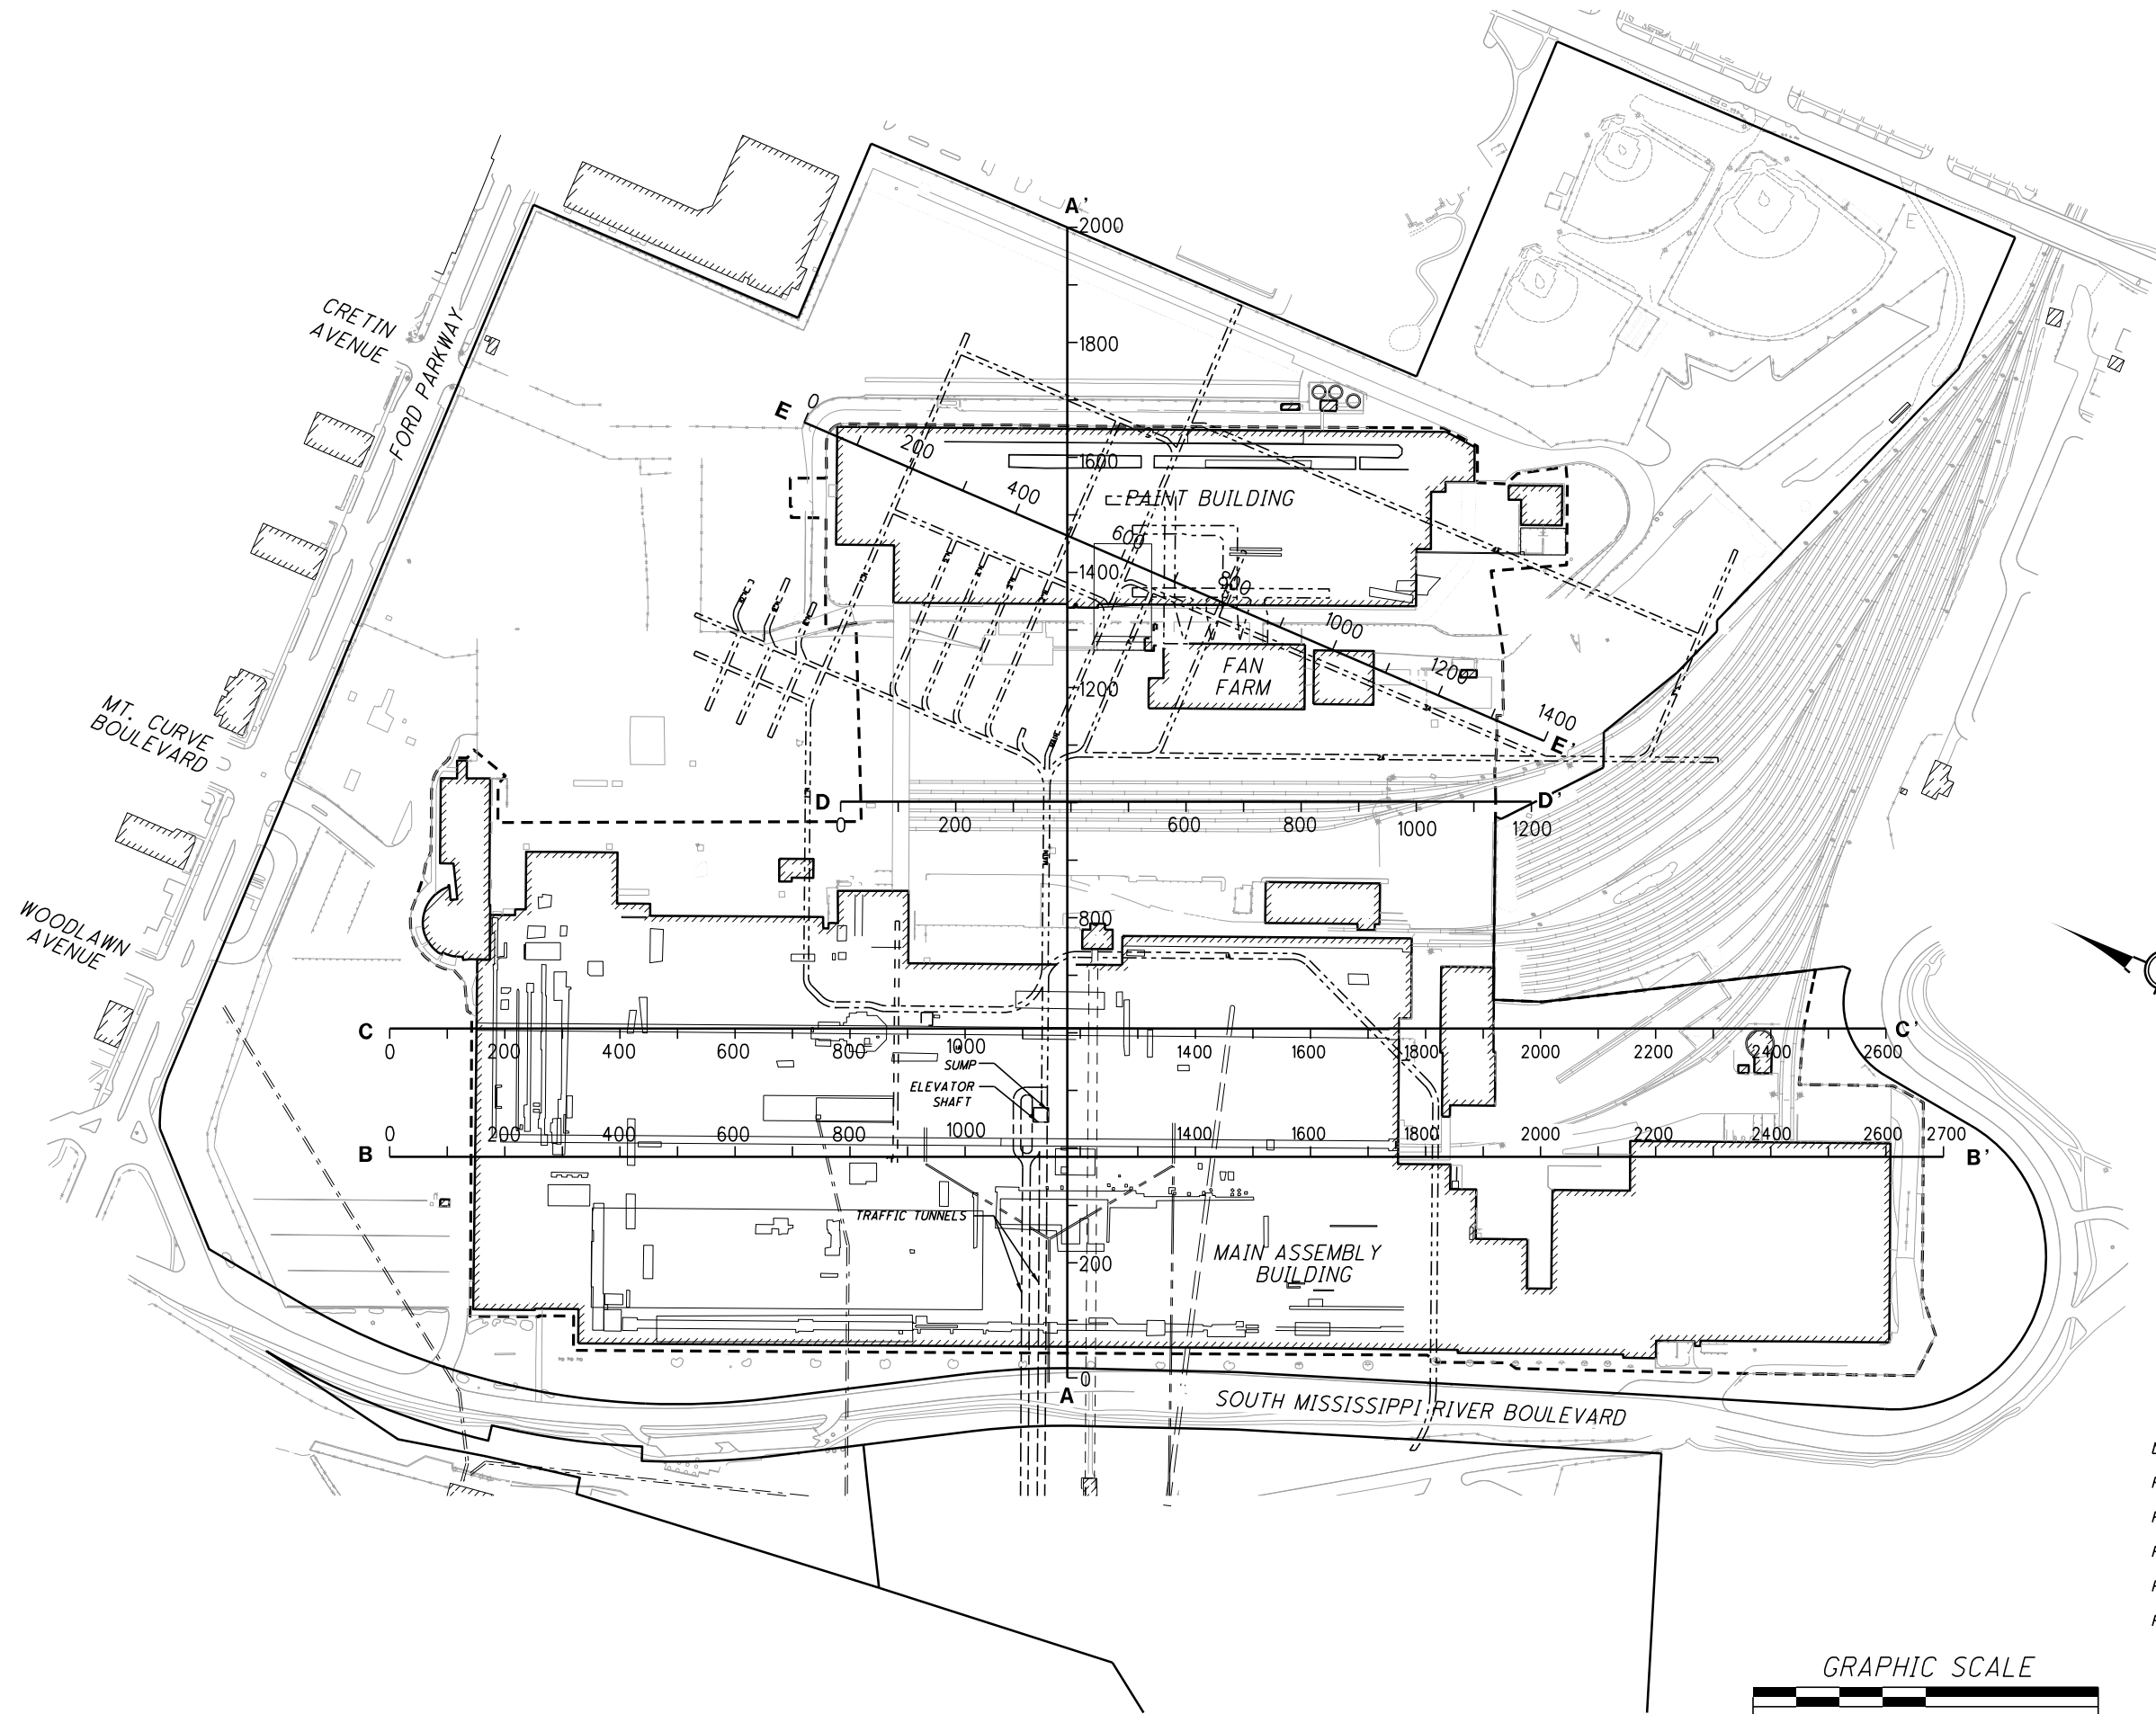 A'
2000
CRETIN
AVENUE
FORD PARKWAY
1800
E
0
200
1600
400
PAINT BUILDING
600
1400
800
1000
FAN
FARM
1200
1200
1400
E'
MT. CURVE
BOULEVARD
D
D'
0
200
600
800
1000
1200
WOODLAWN
AVENUE
800
C
C'
0
200
400
600
800
1000
1400
1600
1800
2000
2200
2400
2600
SUMP
ELEVATOR
SHAFT
0
200
400
600
800
1000
1400
1600
1800
2000
2200
2400
2600
2700
B
B'
TRAFFIC TUNNELS
MAIN ASSEMBLY
BUILDING
200
0
A
SOUTH MISSISSIPPI RIVER BOULEVARD
GRAPHIC SCALE